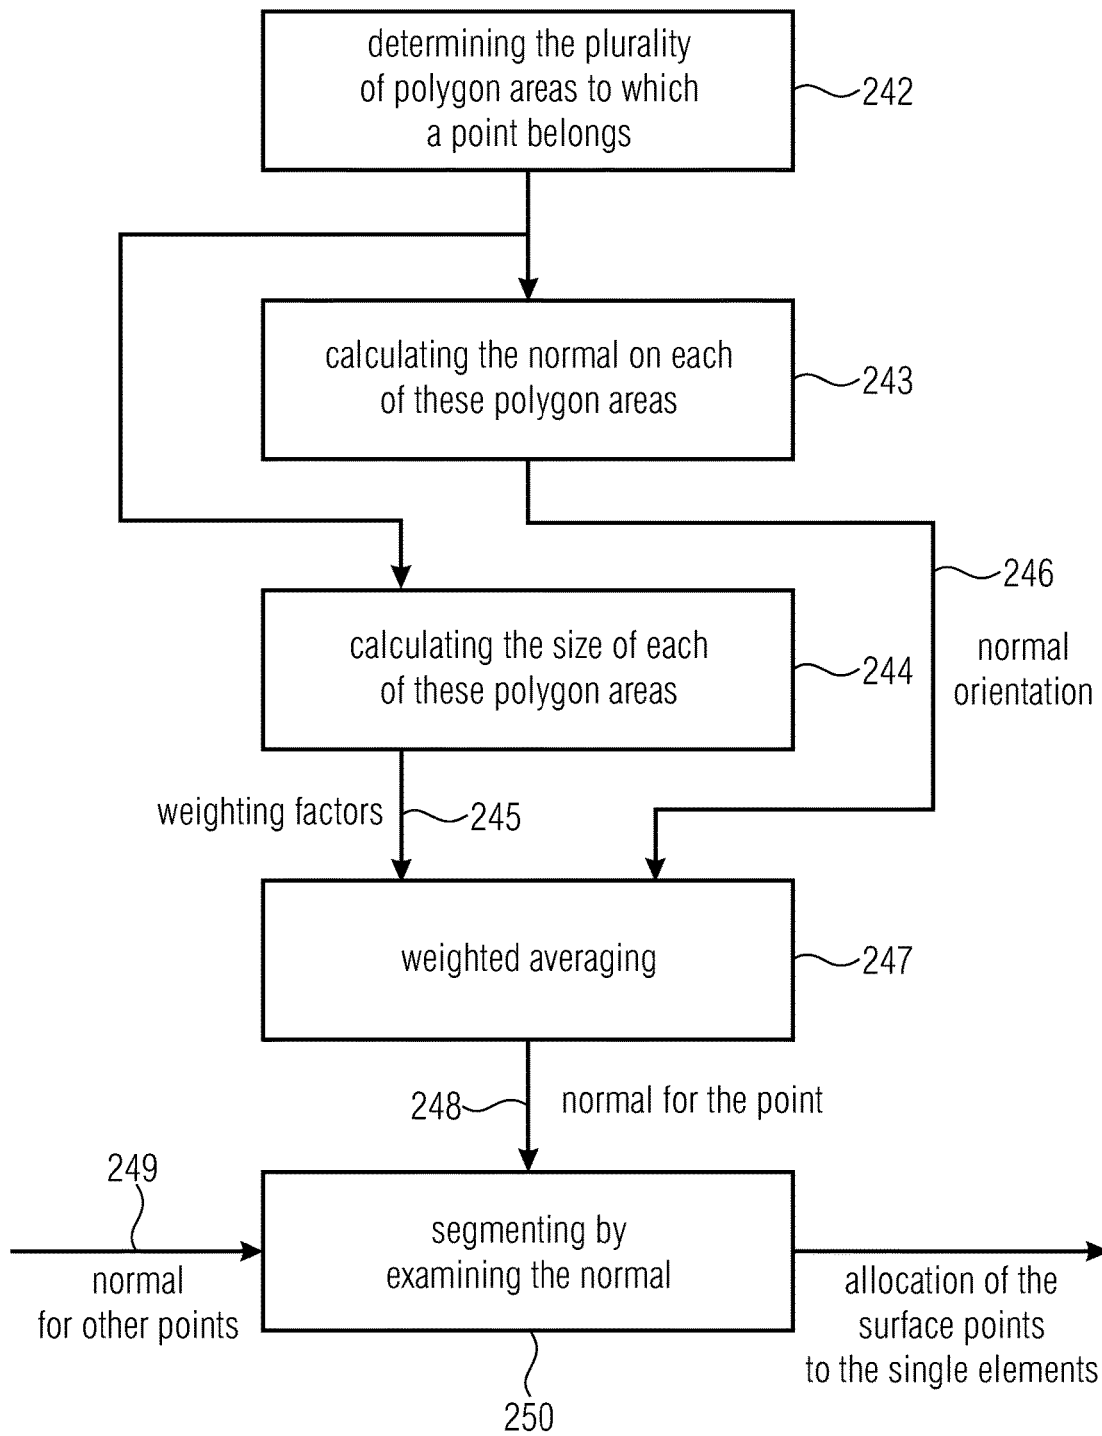 determining the plurality
of polygon areas to which
a point belongs
242
calculating the normal on each
of these polygon areas
243
246
normal
orientation
calculating the size of each
of these polygon areas
244
weighting factors
245
weighted averaging
247
248
normal for the point
249
normal
for other points
segmenting by
examining the normal
allocation of the
surface points
to the single elements
250